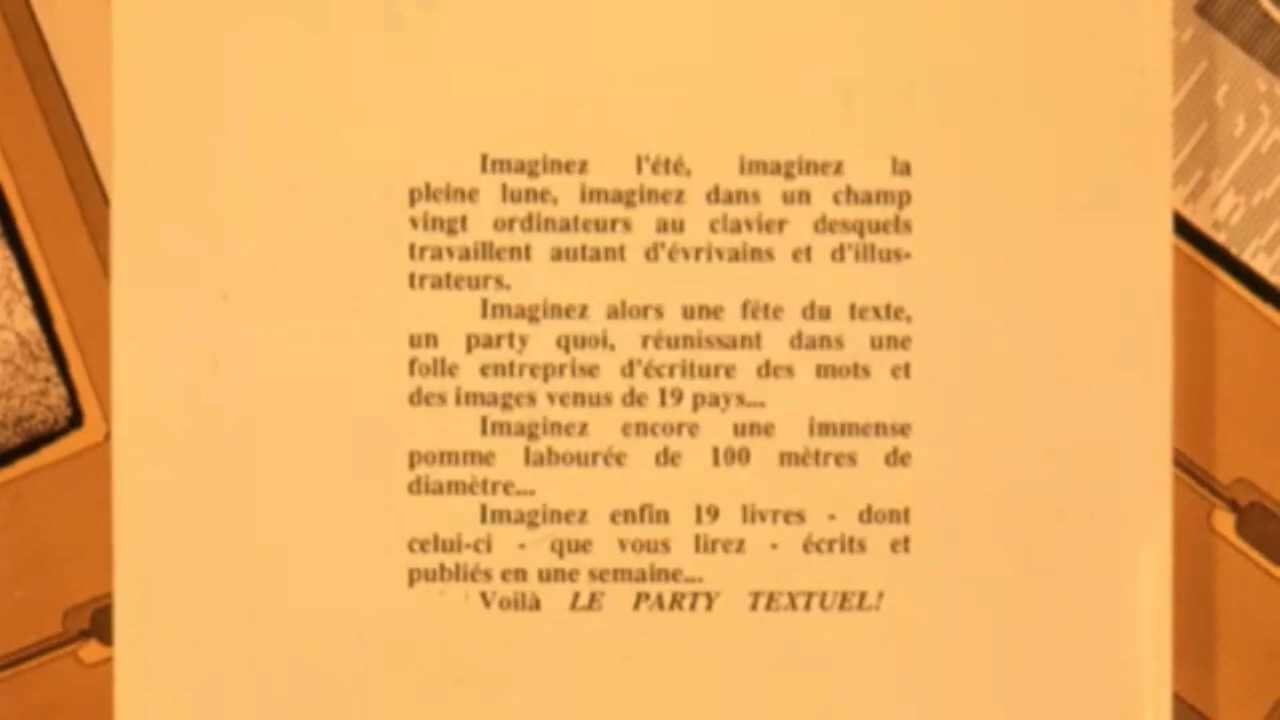 Imaginez l'été, imaginez la
pleine lune, imaginez dans un champ
vingt ordinateurs au clavier desquels
travaillent autant d'évrivains et d'illus-
trateurs.
Imaginez alors une fête du texte,
un party quoi, réunissant dans une
folle entreprise d'écriture des mots et
des images venus de 19 pays...
Imaginez encore une immense
pomme labourée de 100 mètres de
diamètre...
Imaginez enfin 19 livres - dont
celui-ci - que vous lirez - écrits et
publiés en une semaine...
Voilà LE PARTY TEXTUEL!